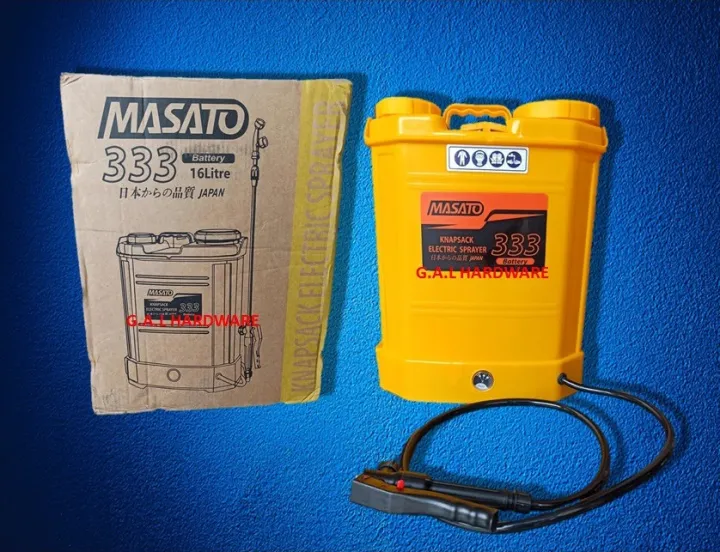 MASATO
333
Battery
16Litre
日本からの品質 JAPAN
MASATO
KNAPSACK
ELECTRIC SPRAYER 333
G.A.L HARDWARE
KNAPSACK ELECTRIC SPRAYER
MASATO
KNAPSACK
ELECTRIC SPRAYER
333
日本からの品質 JAPAN
Battery
G.A.L HARDWARE